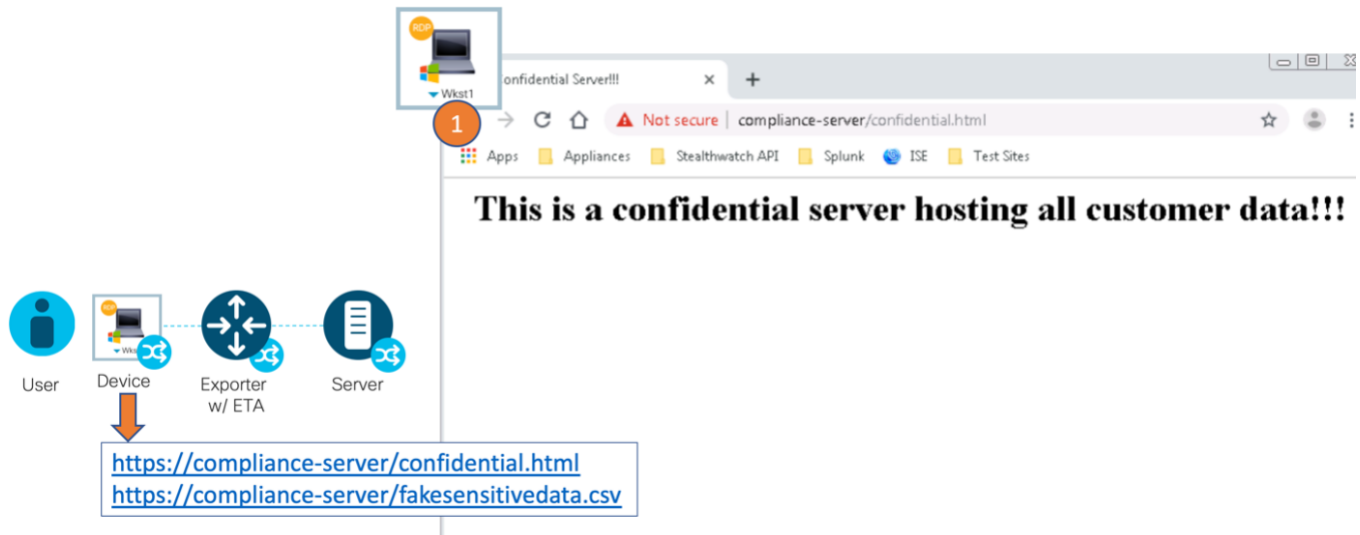 RDP
Wkst1
1
onfidential Server!!!
Not secure | compliance-server/confidential.html
Apps Appliances Stealthwatch API Splunk ISE Test Sites
This is a confidential server hosting all customer data!!!
RDP
Wks
User Device Exporter w/ ETA Server
https://compliance-server/confidential.html
https://compliance-server/fakesensitivedata.csv